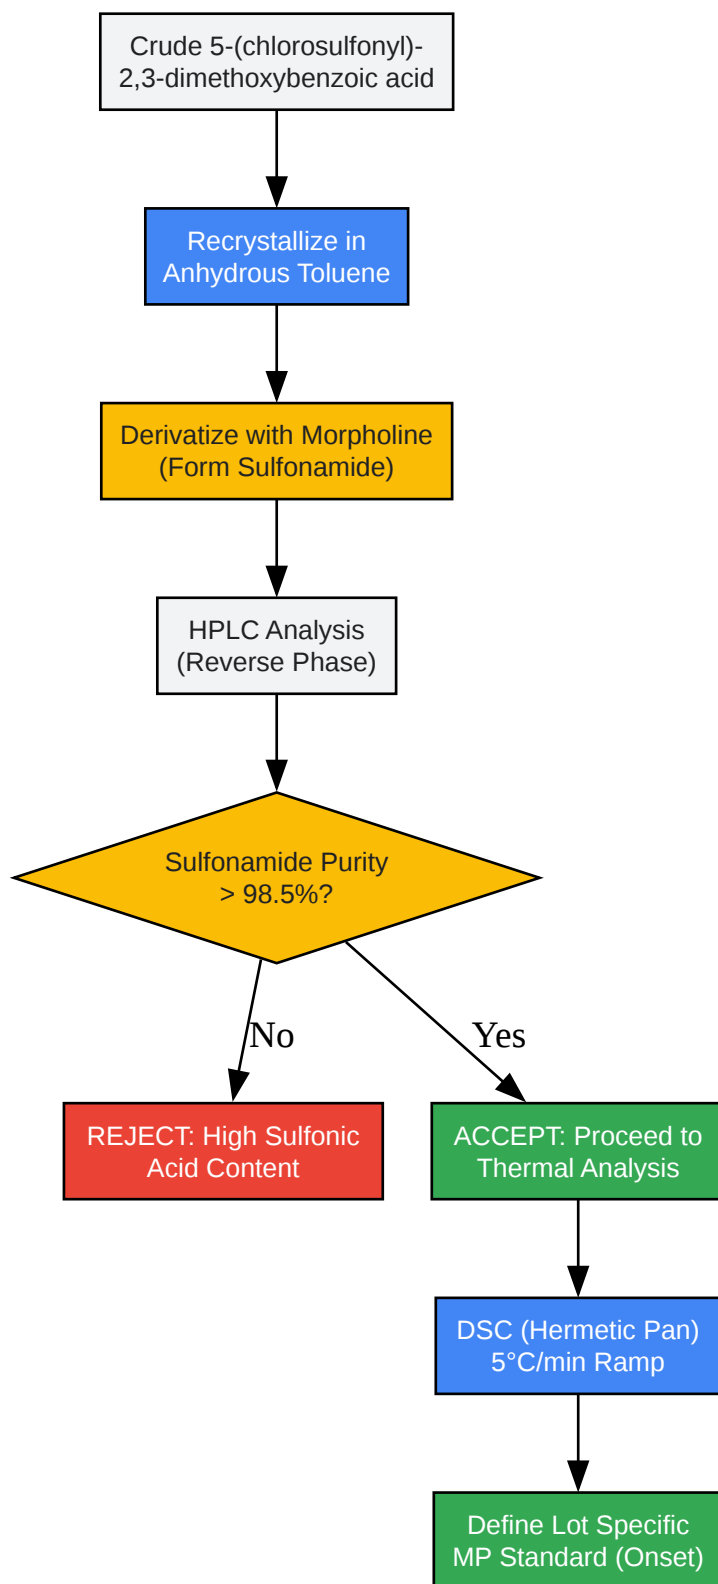 Crude 5-(chlorosulfonyl)-
2,3-dimethoxybenzoic acid
Recrystallize in
Anhydrous Toluene
Derivatize with Morpholine
(Form Sulfonamide)
HPLC Analysis
(Reverse Phase)
Sulfonamide Purity
> 98.5%?
No
Yes
REJECT: High Sulfonic
Acid Content
ACCEPT: Proceed to
Thermal Analysis
DSC (Hermetic Pan)
5°C/min Ramp
Define Lot Specific
MP Standard (Onset)